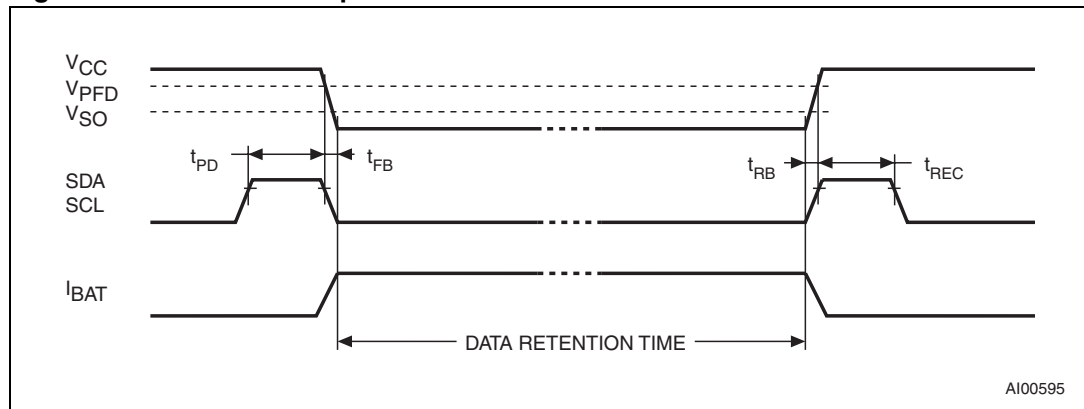 VCC
VPFD
VSO
tPD
tFB
tRB
tREC
SDA
SCL
IBAT
DATA RETENTION TIME
AI00595